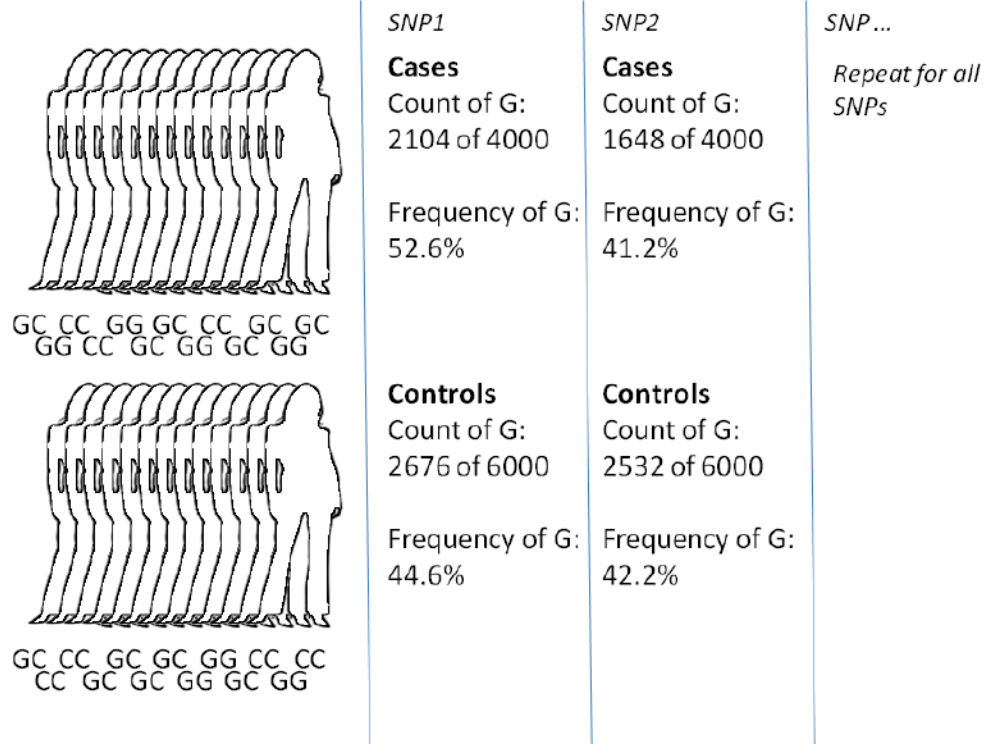 SNP1
Cases
Count of G:
2104 of 4000
Frequency of G:
52.6%
Controls
Count of G:
2676 of 6000
Frequency of G:
44.6%
SNP2
Cases
Count of G:
1648 of 4000
Frequency of G:
41.2%
Controls
Count of G:
2532 of 6000
Frequency of G:
42.2%
SNP ...
Repeat for all
SNPs
GC CC GG GC CC GC GC
GG CC GC GG GC GG
GC CC GC GC GG CC CC
CC GC GC GG GC GG